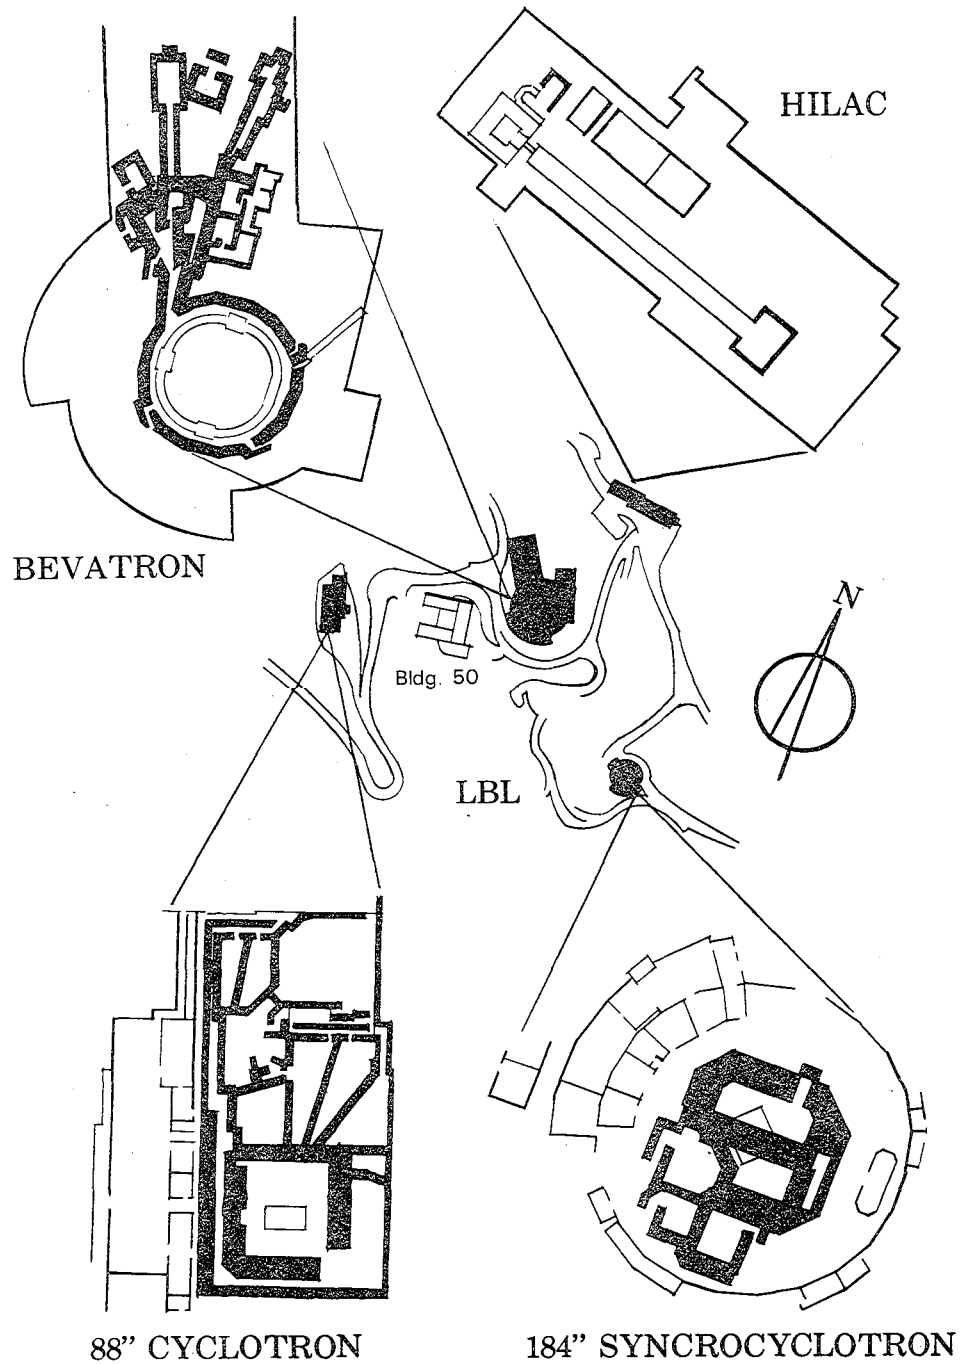 HILAC
BEVATRON
N
Bldg. 50
LBL
88” CYCLOTRON
184” SYNCROCYCLOTRON